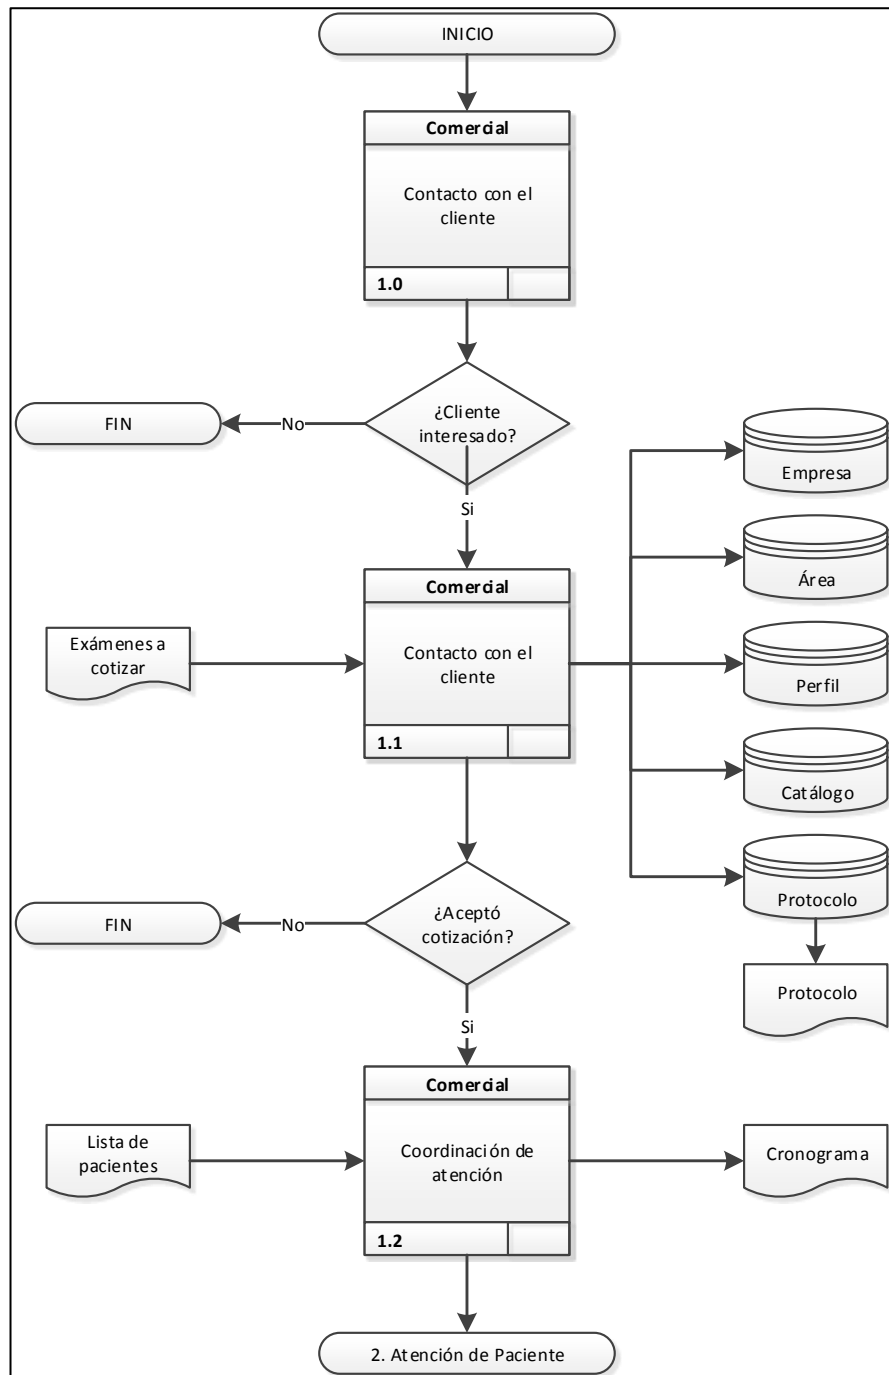 INICIO
Comercial
Contacto con el
cliente
1.0
¿Cliente
interesado?
No
FIN
Si
Empresa
Área
Comercial
Exámenes a
cotizar
Contacto con el
cliente
Perfil
1.1
Catálogo
Protocolo
¿Aceptó
cotización?
No
FIN
Protocolo
Si
Comercial
Lista de
pacientes
Coordinación de
atención
Cronograma
1.2
2. Atención de Paciente